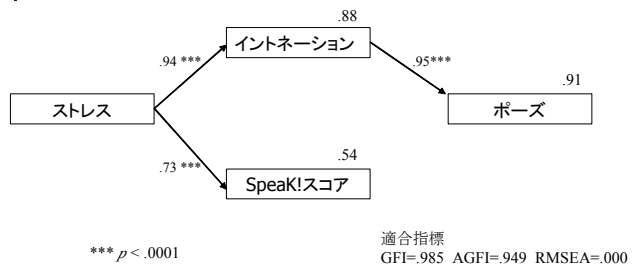 .88
イントネーション
.94 ***
.95***
.91
ストレス
ポーズ
.73 ***
.54
SpeaK!スコア
*** p < .0001
適合指標
GFI=.985 AGFI=.949 RMSEA=.000